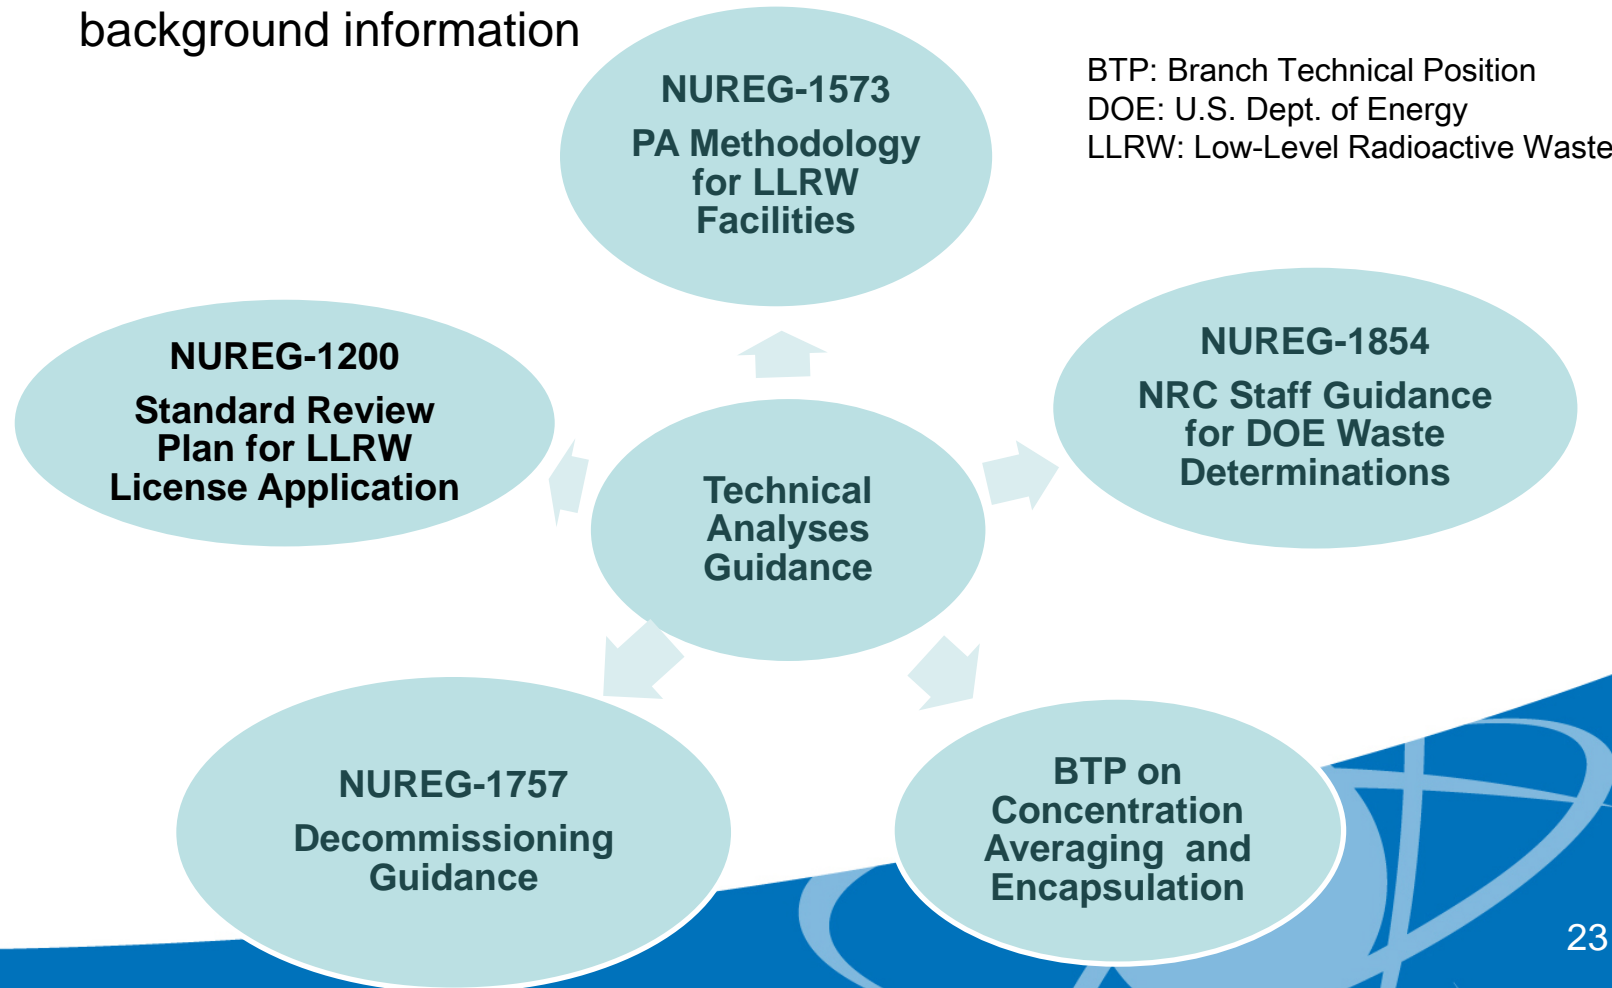 background information
BTP: Branch Technical Position
DOE: U.S. Dept. of Energy
LLRW: Low-Level Radioactive Waste
NUREG-1573
PA Methodology
for LLRW
Facilities
NUREG-1200
Standard Review
Plan for LLRW
License Application
NUREG-1854
NRC Staff Guidance
for DOE Waste
Determinations
Technical
Analyses
Guidance
NUREG-1757
Decommissioning
Guidance
BTP on
Concentration
Averaging and
Encapsulation
23